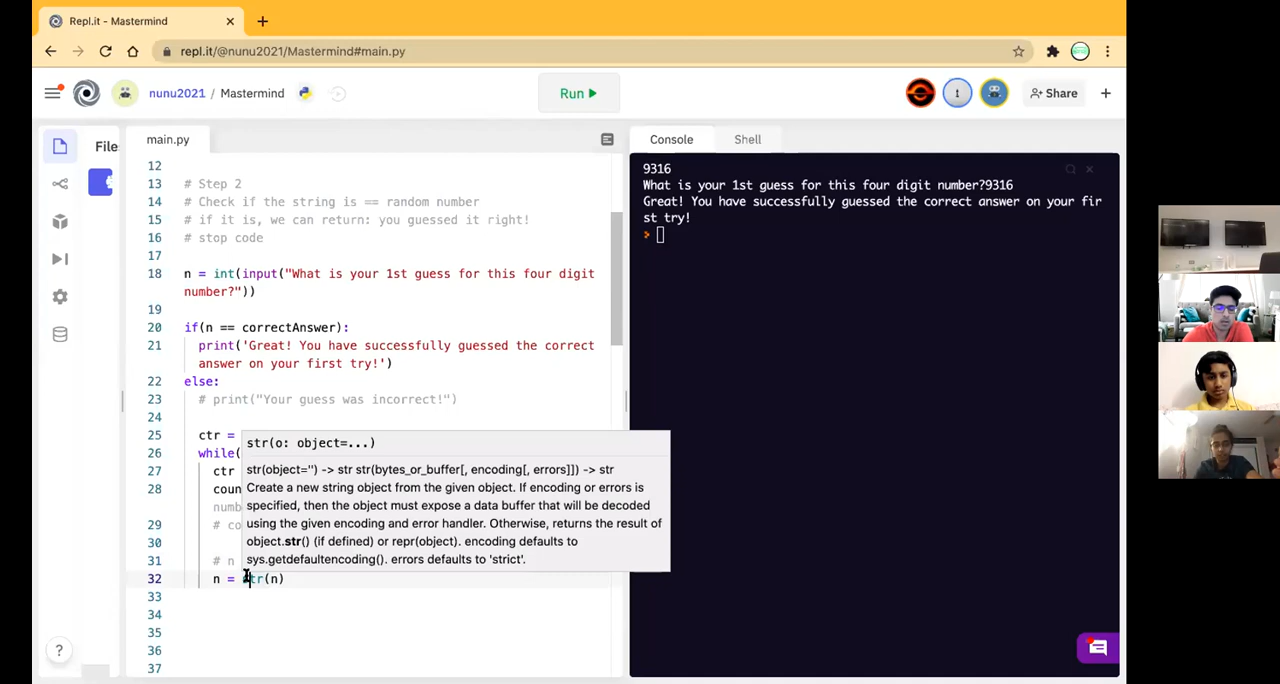 Repl.it - Mastermind
repl.it/@nunu2021/Mastermind#main.py
nunu2021 / Mastermind
Run
1
Share
Files
main.py
12
13 # Step 2
14 # Check if the string is == random number
15 # if it is, we can return: you guessed it right!
16 # stop code
17
18 n = int(input("What is your 1st guess for this four digit
number?"))
19
20 if(n == correctAnswer):
21 print('Great! You have successfully guessed the correct
answer on your first try!')
22 else:
23 # print("Your guess was incorrect!")
24
25 ctr =
26 while(
27 ctr
28 coun
numb
29 # co
30
31 # n
32 n = str(n)
33
34
35
36
37
str(o: object=...)
str(object='') -> str str(bytes_or_buffer[, encoding[, errors]]) -> str
Create a new string object from the given object. If encoding or errors is
specified, then the object must expose a data buffer that will be decoded
using the given encoding and error handler. Otherwise, returns the result of
object.str() (if defined) or repr(object). encoding defaults to
sys.getdefaultencoding(). errors defaults to 'strict'.
?
Console Shell
9316
What is your 1st guess for this four digit number?9316
Great! You have successfully guessed the correct answer on your fir
st try!